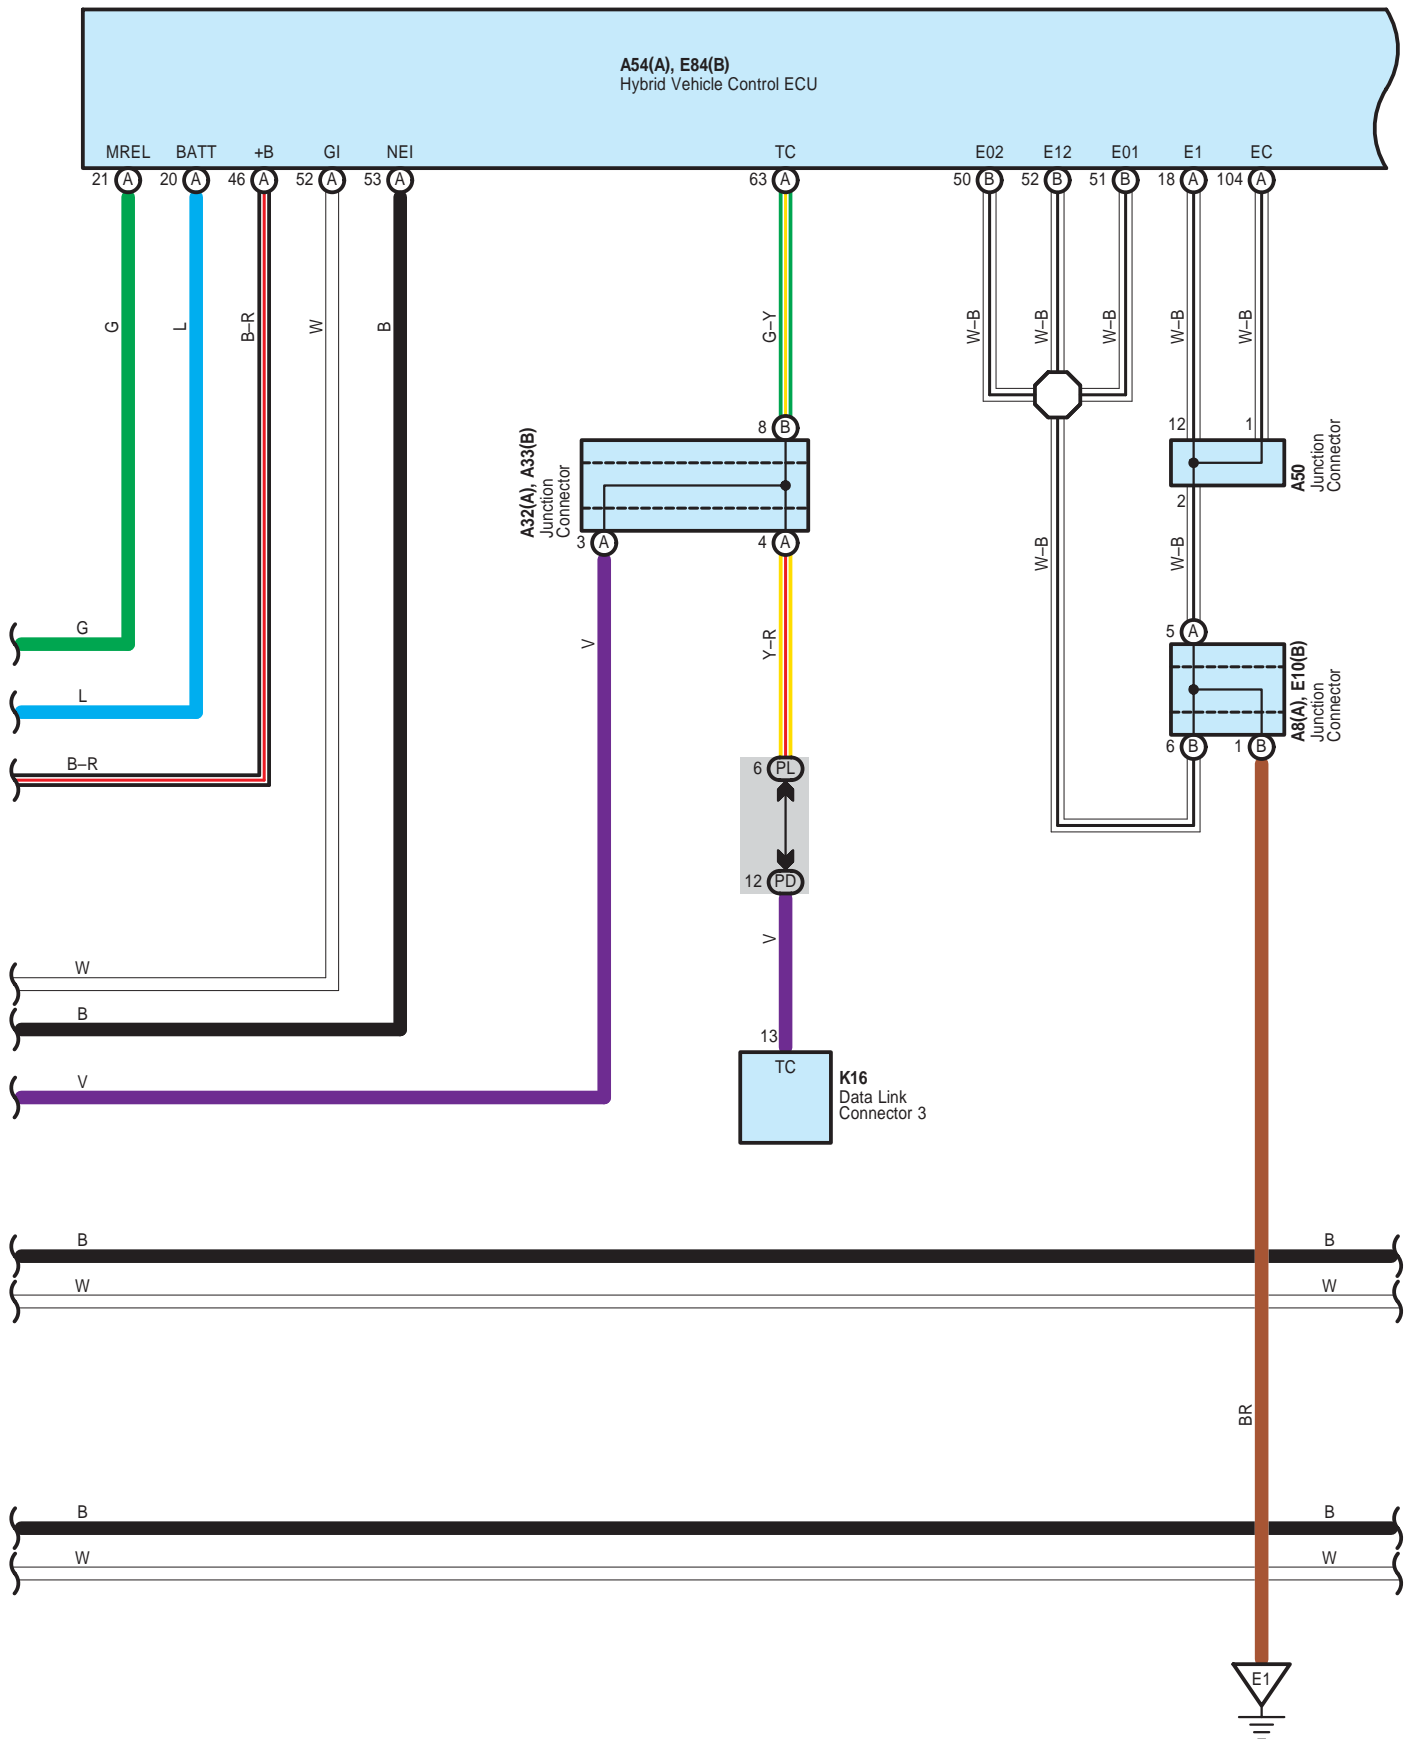 A54(A), E84(B)
Hybrid Vehicle Control ECU
MREL BATT +B GI NEI TC E02 E12 E01 E1 EC
21 A 20 A 46 A 52 A 53 A 63 A 50 B 52 B 51 B 18 A 104 A
G L B–R W B G–Y W–B W–B W–B W–B W–B
8 B
12 1
A32(A), A33(B)
Junction
Connector
A50
Junction
Connector
2
3 A 4 A
W–B W–B
V Y–R
5 A
A8(A), E10(B)
Junction
Connector
6 B 1 B
G
L
B–R
6 PL
12 PD
V
W
B
13
TC
K16
Data Link
Connector 3
V
B B
W W
BR
B B
W W
E1